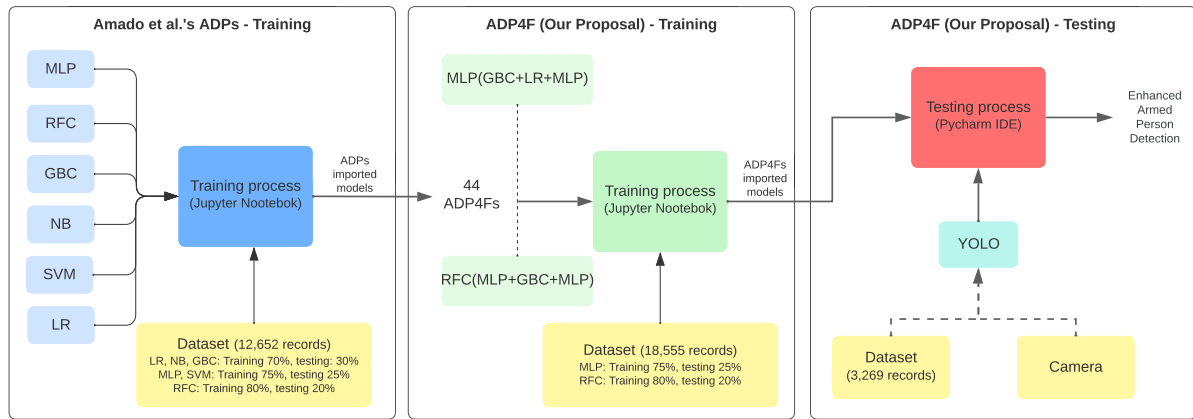 Amado et al.'s ADPs - Training
MLP
RFC
GBC
NB
SVM
LR
Training process
(Jupyter Nootebok)
Dataset (12,652 records)
LR, NB, GBC: Training 70%, testing: 30%
MLP, SVM: Training 75%, testing 25%
RFC: Training 80%, testing 20%
ADPs
imported
models
ADP4F (Our Proposal) - Training
MLP(GBC+LR+MLP)
44
ADP4Fs
RFC(MLP+GBC+MLP)
Training process
(Jupyter Nootebok)
Dataset (18,555 records)
MLP: Training 75%, testing 25%
RFC: Training 80%, testing 20%
ADP4Fs
imported
models
ADP4F (Our Proposal) - Testing
Testing process
(Pycharm IDE)
Enhanced
Armed
Person
Detection
YOLO
Dataset
(3,269 records)
Camera